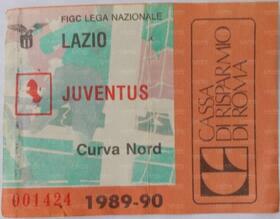 FIGC LEGA NAZIONALE
LAZIO
JUVENTUS
Curva Nord
001424 1989-90
CASSA
DI RISPARMIO
DI ROMA